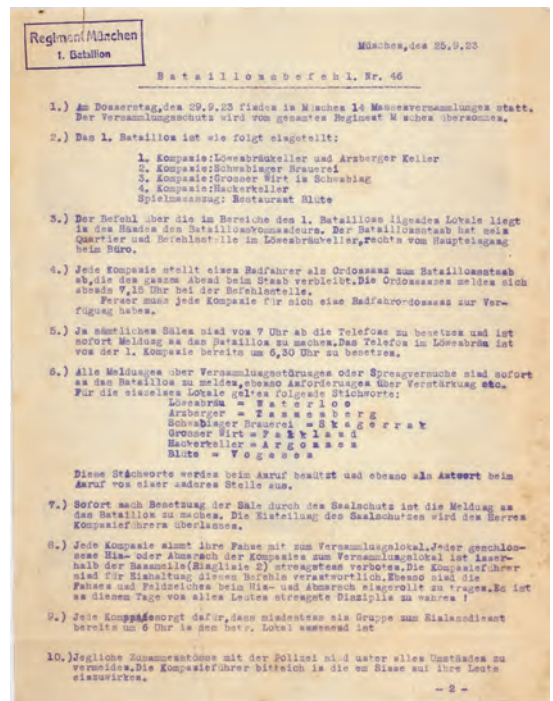 Regiment München
1. Bataillon
München,den 25.9.23
Bataillonsbefehl. Nr. 46
1.) Am Donnerstag,den 29.9.23 finden in München 14 Massenversammlungen statt.
Der Versammlungsschutz wird vom gesamten Regiment M nchen übernommen.
2.) Das 1. Bataillon ist wie folgt eingeteilt:
1. Kompanie:Löwenbräukeller und Arzberger Keller
2. Kompanie:Schwabinger Brauerei
3. Kompanie:Grosser Wirt in Schwabing
4. Kompanie:Hackerkeller
Spielmannszug: Restaurant Blüte
3.) Der Befehl über die im Bereiche des 1. Bataillons ligenden Lokale liegt
in den Händen des Bataillonskommandeurs. Der Bataillonsstab hat sein
Quartier und Befehlsstelle im Löwenbräukeller,rechts vom Haupteingang
beim Büro.
4.) Jede Kompanie stellt einen Radfahrer als Ordonnanz zum Bataillonsstab
ab,die den ganzen Abend beim Stab verbleibt.Die Ordonnanzen melden sich
abends 7,15 Uhr bei der Befehlsstelle.
Ferner muss jede Kompanie für sich eine Radfahrordonnanz zur Ver-
fügung haben.
5.) In sämtlichen Sälen sind von 7 Uhr ab die Telefone zu besetzen und ist
sofort Meldung an das Bataillon zu machen.Das Telefon im Löwenbräu ist
von der 1. Kompanie bereits um 6,30 Uhr zu besetzen.
6.) Alle Meldungen über Versammlungsstörungen oder Sprengversuche sind sofort
an das Bataillon zu melden,ebenso Anforderungen über Verstärkung etc.
Für die einzelnen Lokale gelten folgende Stichworte:
Löwenbräu = Waterloo
Arzberger = Tannenberg
Schwabinger Brauerei = Skagerrak
Grosser Wirt = Falkland
Hackerkeller = Argonnen
Blüte = Vogesen
Diese Stichworte werden beim Anruf benützt und ebenso als Antwort beim
Anruf von einer anderen Stelle aus.
7.) Sofort nach Besetzung der Säle durch den Saalschutz ist die Meldung an
das Bataillon zu machen. Die Einteilung des Saalschutzes wird den Herren
Kompanieführern überlassen.
8.) Jede Kompanie nimmt ihre Fahne mit zum Versammlungslokal.Jeder geschlos-
sene Hin- oder Abmarsch der Kompanien zum Versammlungslokal ist inner-
halb der Bannmeile(Ringlinie 2) strengstens verboten.Die Kompanieführer
sind für Einhaltung dieses Befehls verantwortlich.Ebenso sind die
Fahnen und Feldzeichen beim Hin- und Abmarsch eingerollt zu tragen.Es ist
an diesem Tage von allen Leuten strengste Disziplin zu wahren !
9.) Jede sorgt dafür,dass mindestens ein Gruppe zum Einlassdienst
bereits um 6 Uhr in dem betr. Lokal anwesend ist
10.)Jegliche Zusammenstösse mit der Polizei sind unter allen Umständen zu
vermeiden.Die Kompanieführer bitte ich in die em Sinne auf ihre Leute
einzuwirken.
- 2 -